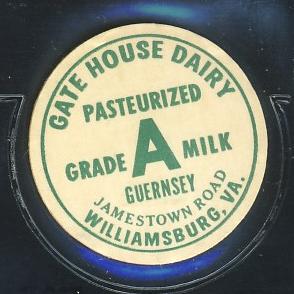 GATE HOUSE DAIRY
PASTEURIZED
GRADE A MILK
GUERNSEY
JAMESTOWN ROAD
WILLIAMSBURG, VA.